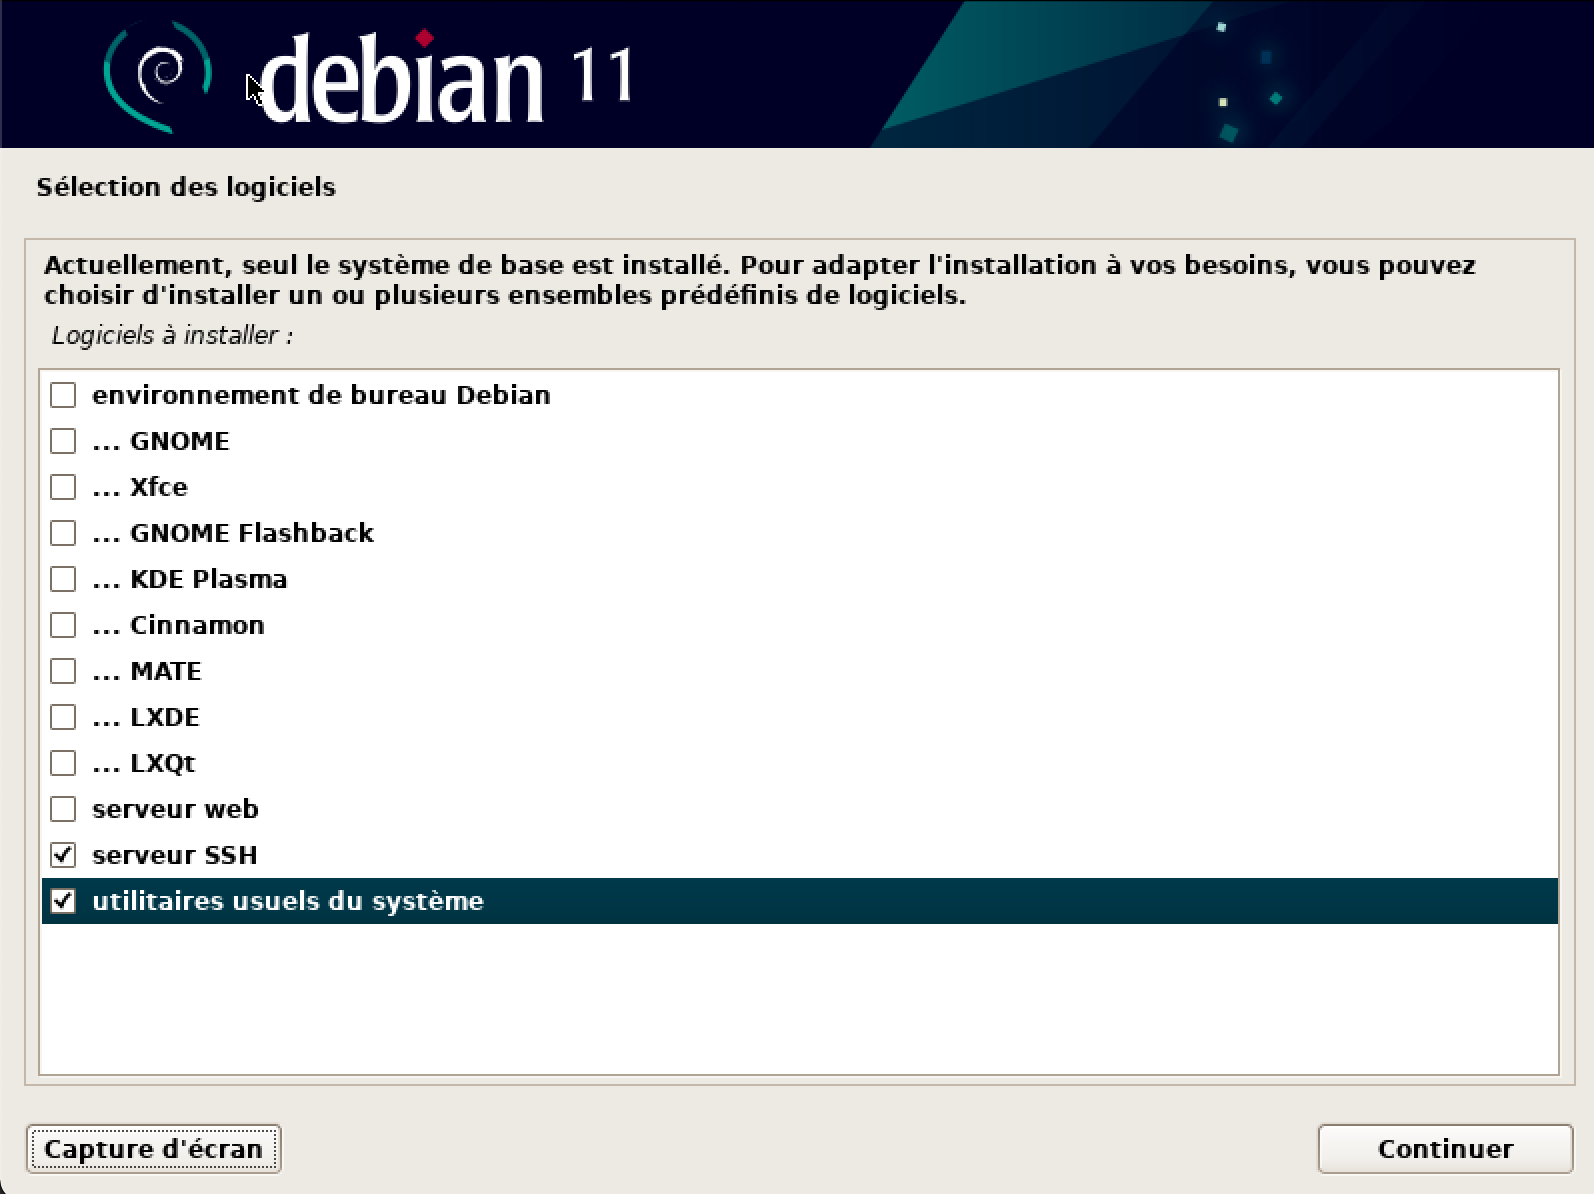 debian 11
Sélection des logiciels
Actuellement, seul le système de base est installé. Pour adapter l'installation à vos besoins, vous pouvez
choisir d'installer un ou plusieurs ensembles prédéfinis de logiciels.
Logiciels à installer :
environnement de bureau Debian
... GNOME
... Xfce
... GNOME Flashback
... KDE Plasma
... Cinnamon
... MATE
... LXDE
... LXQt
serveur web
serveur SSH
utilitaires usuels du système
Capture d'écran
Continuer